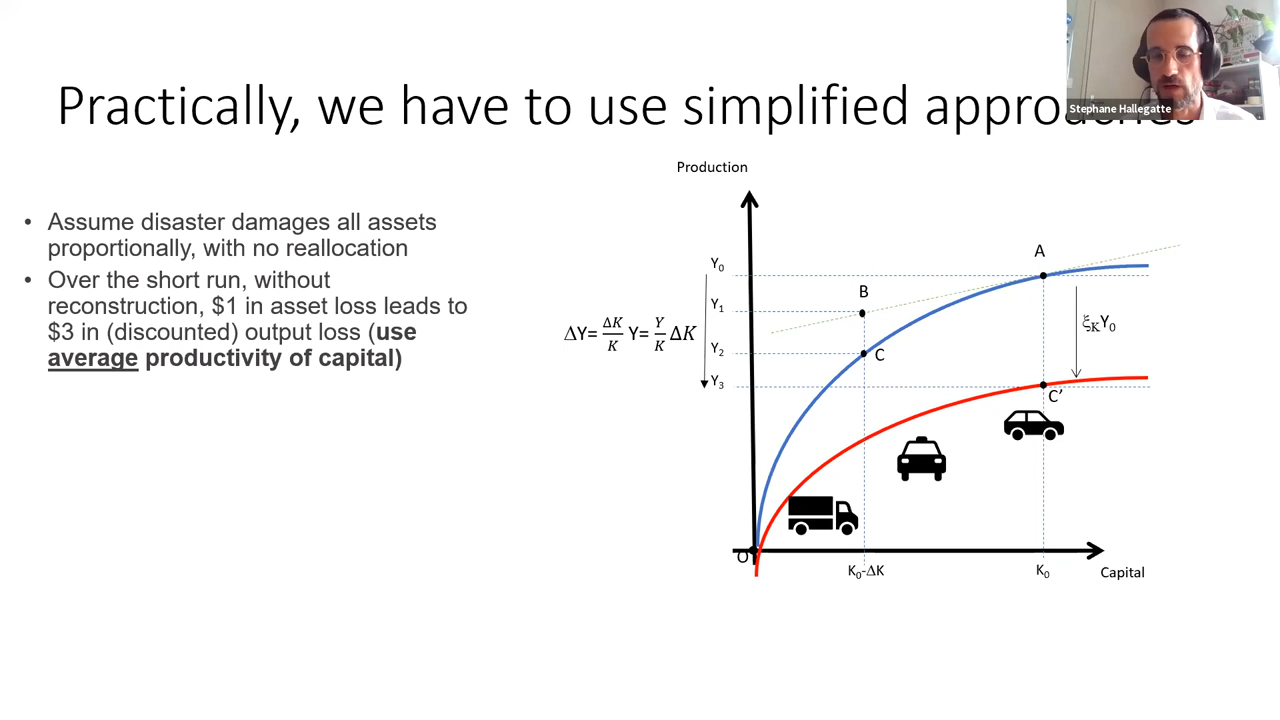 Practically, we have to use simplified approaches
Stephane Hallegatte
• Assume disaster damages all assets
proportionally, with no reallocation
• Over the short run, without
reconstruction, $1 in asset loss leads to
$3 in (discounted) output loss (use
average productivity of capital)
Production
A
Y₀
B
Y₁
ξ_KY₀
ΔY= ΔK/K Y= Y/K ΔK
Y₂
C
Y₃
C’
O
K₀-ΔK
K₀
Capital